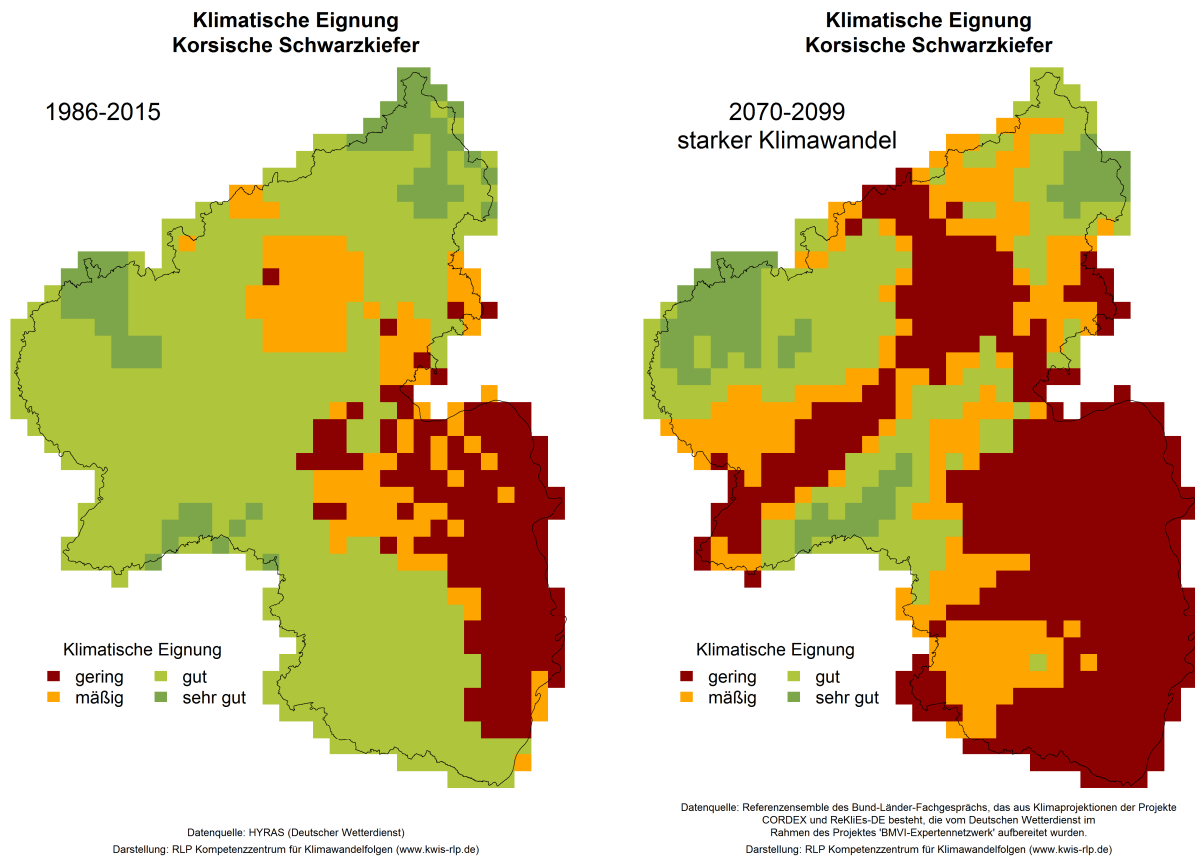 Klimatische Eignung
Korsische Schwarzkiefer
1986-2015
Klimatische Eignung
gering
gut
mäßig
sehr gut
Datenquelle: HYRAS (Deutscher Wetterdienst)
Darstellung: RLP Kompetenzzentrum für Klimawandelfolgen (www.kwis-rlp.de)
Klimatische Eignung
Korsische Schwarzkiefer
2070-2099
starker Klimawandel
Klimatische Eignung
gering
gut
mäßig
sehr gut
Datenquelle: Referenzensemble des Bund-Länder-Fachgesprächs, das aus Klimaprojektionen der Projekte
CORDEX und ReKliEs-DE besteht, die vom Deutschen Wetterdienst im
Rahmen des Projektes 'BMVI-Expertennetzwerk' aufbereitet wurden.
Darstellung: RLP Kompetenzzentrum für Klimawandelfolgen (www.kwis-rlp.de)